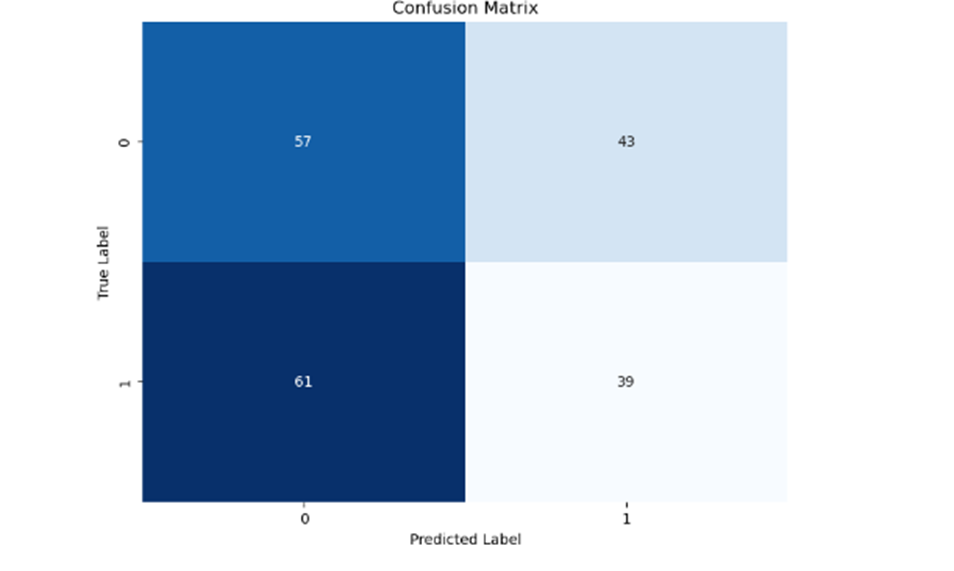 Confusion Matrix
57 43
0
True Label
61 39
1
0 1
Predicted Label